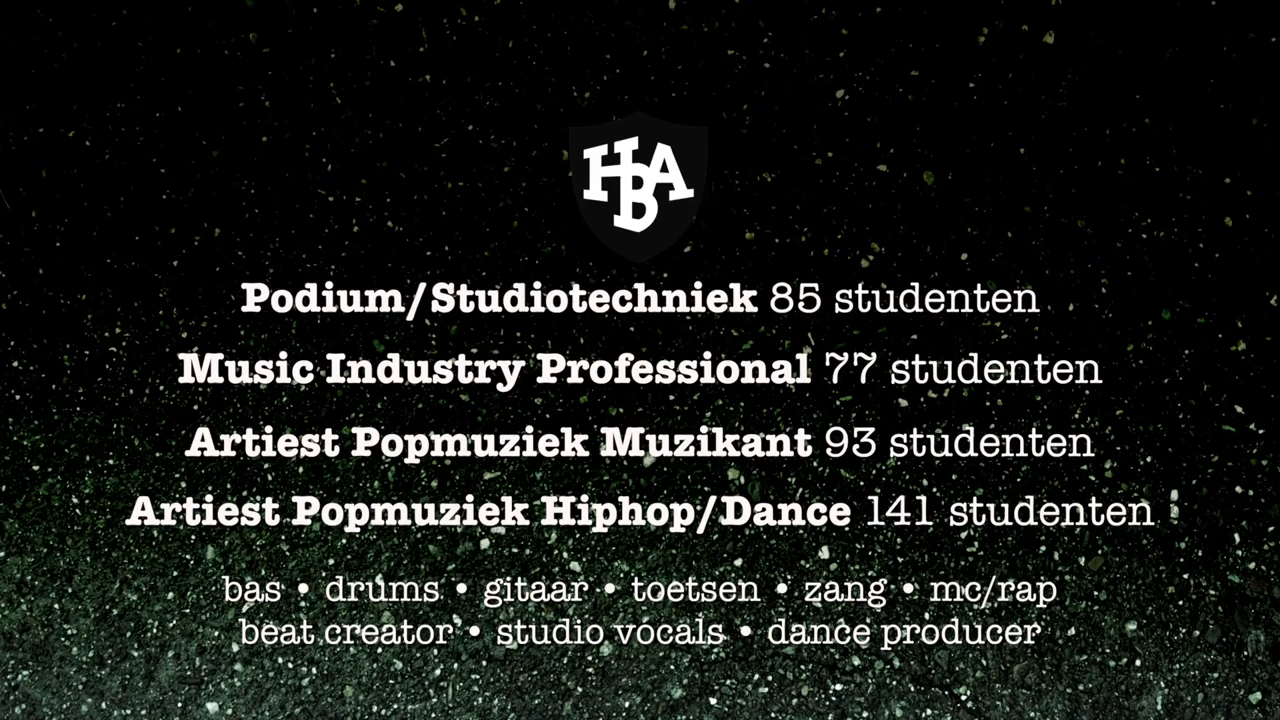 HBA
Podium/Studiotechniek 85 studenten
Music Industry Professional 77 studenten
Artiest Popmuziek Muzikant 93 studenten
Artiest Popmuziek Hiphop/Dance 141 studenten
bas • drums • gitaar • toetsen • zang • mc/rap
beat creator • studio vocals • dance producer